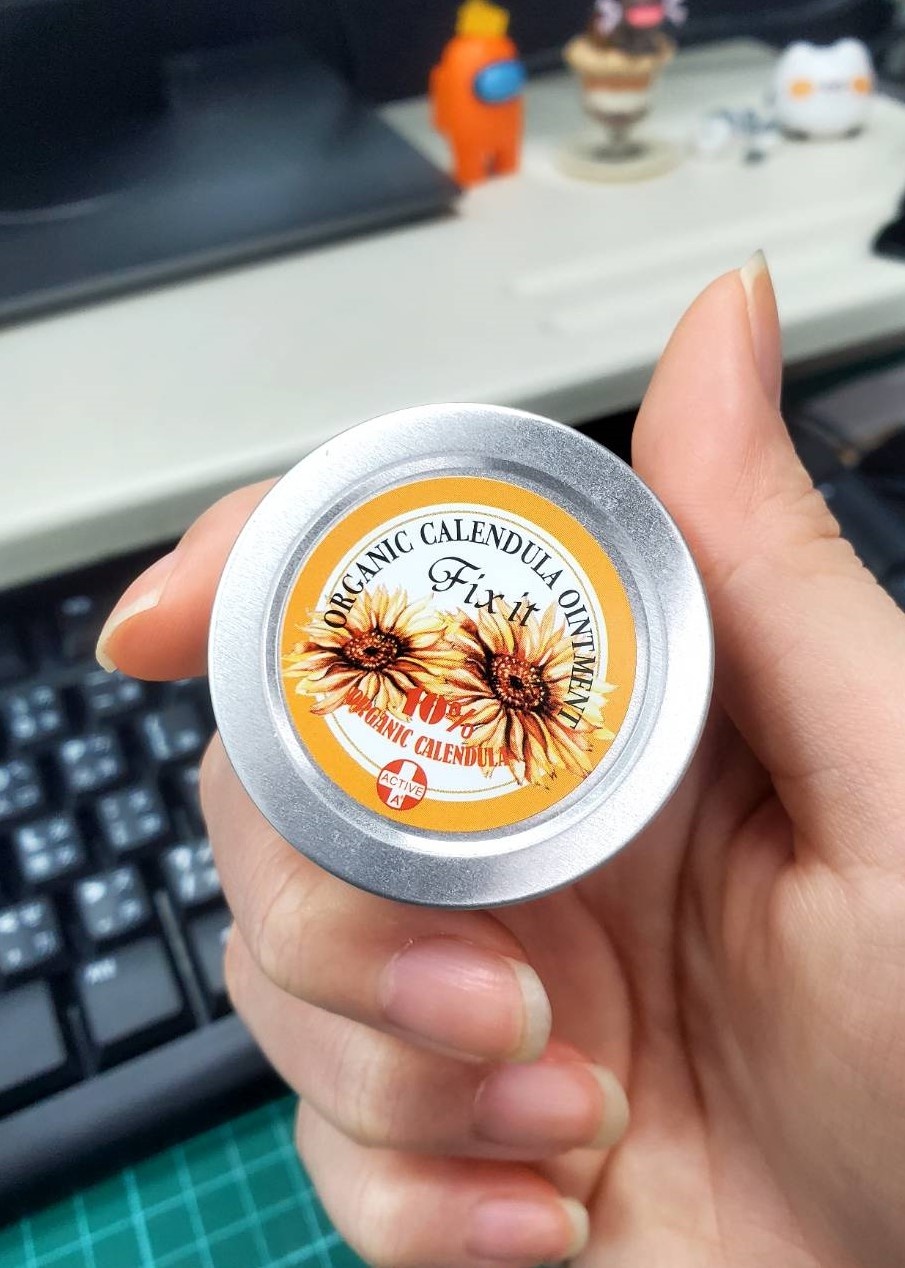 ORGANIC CALENDULA OINTMENT
Fix it
10%
ORGANIC CALENDULA
ACTIVE
A